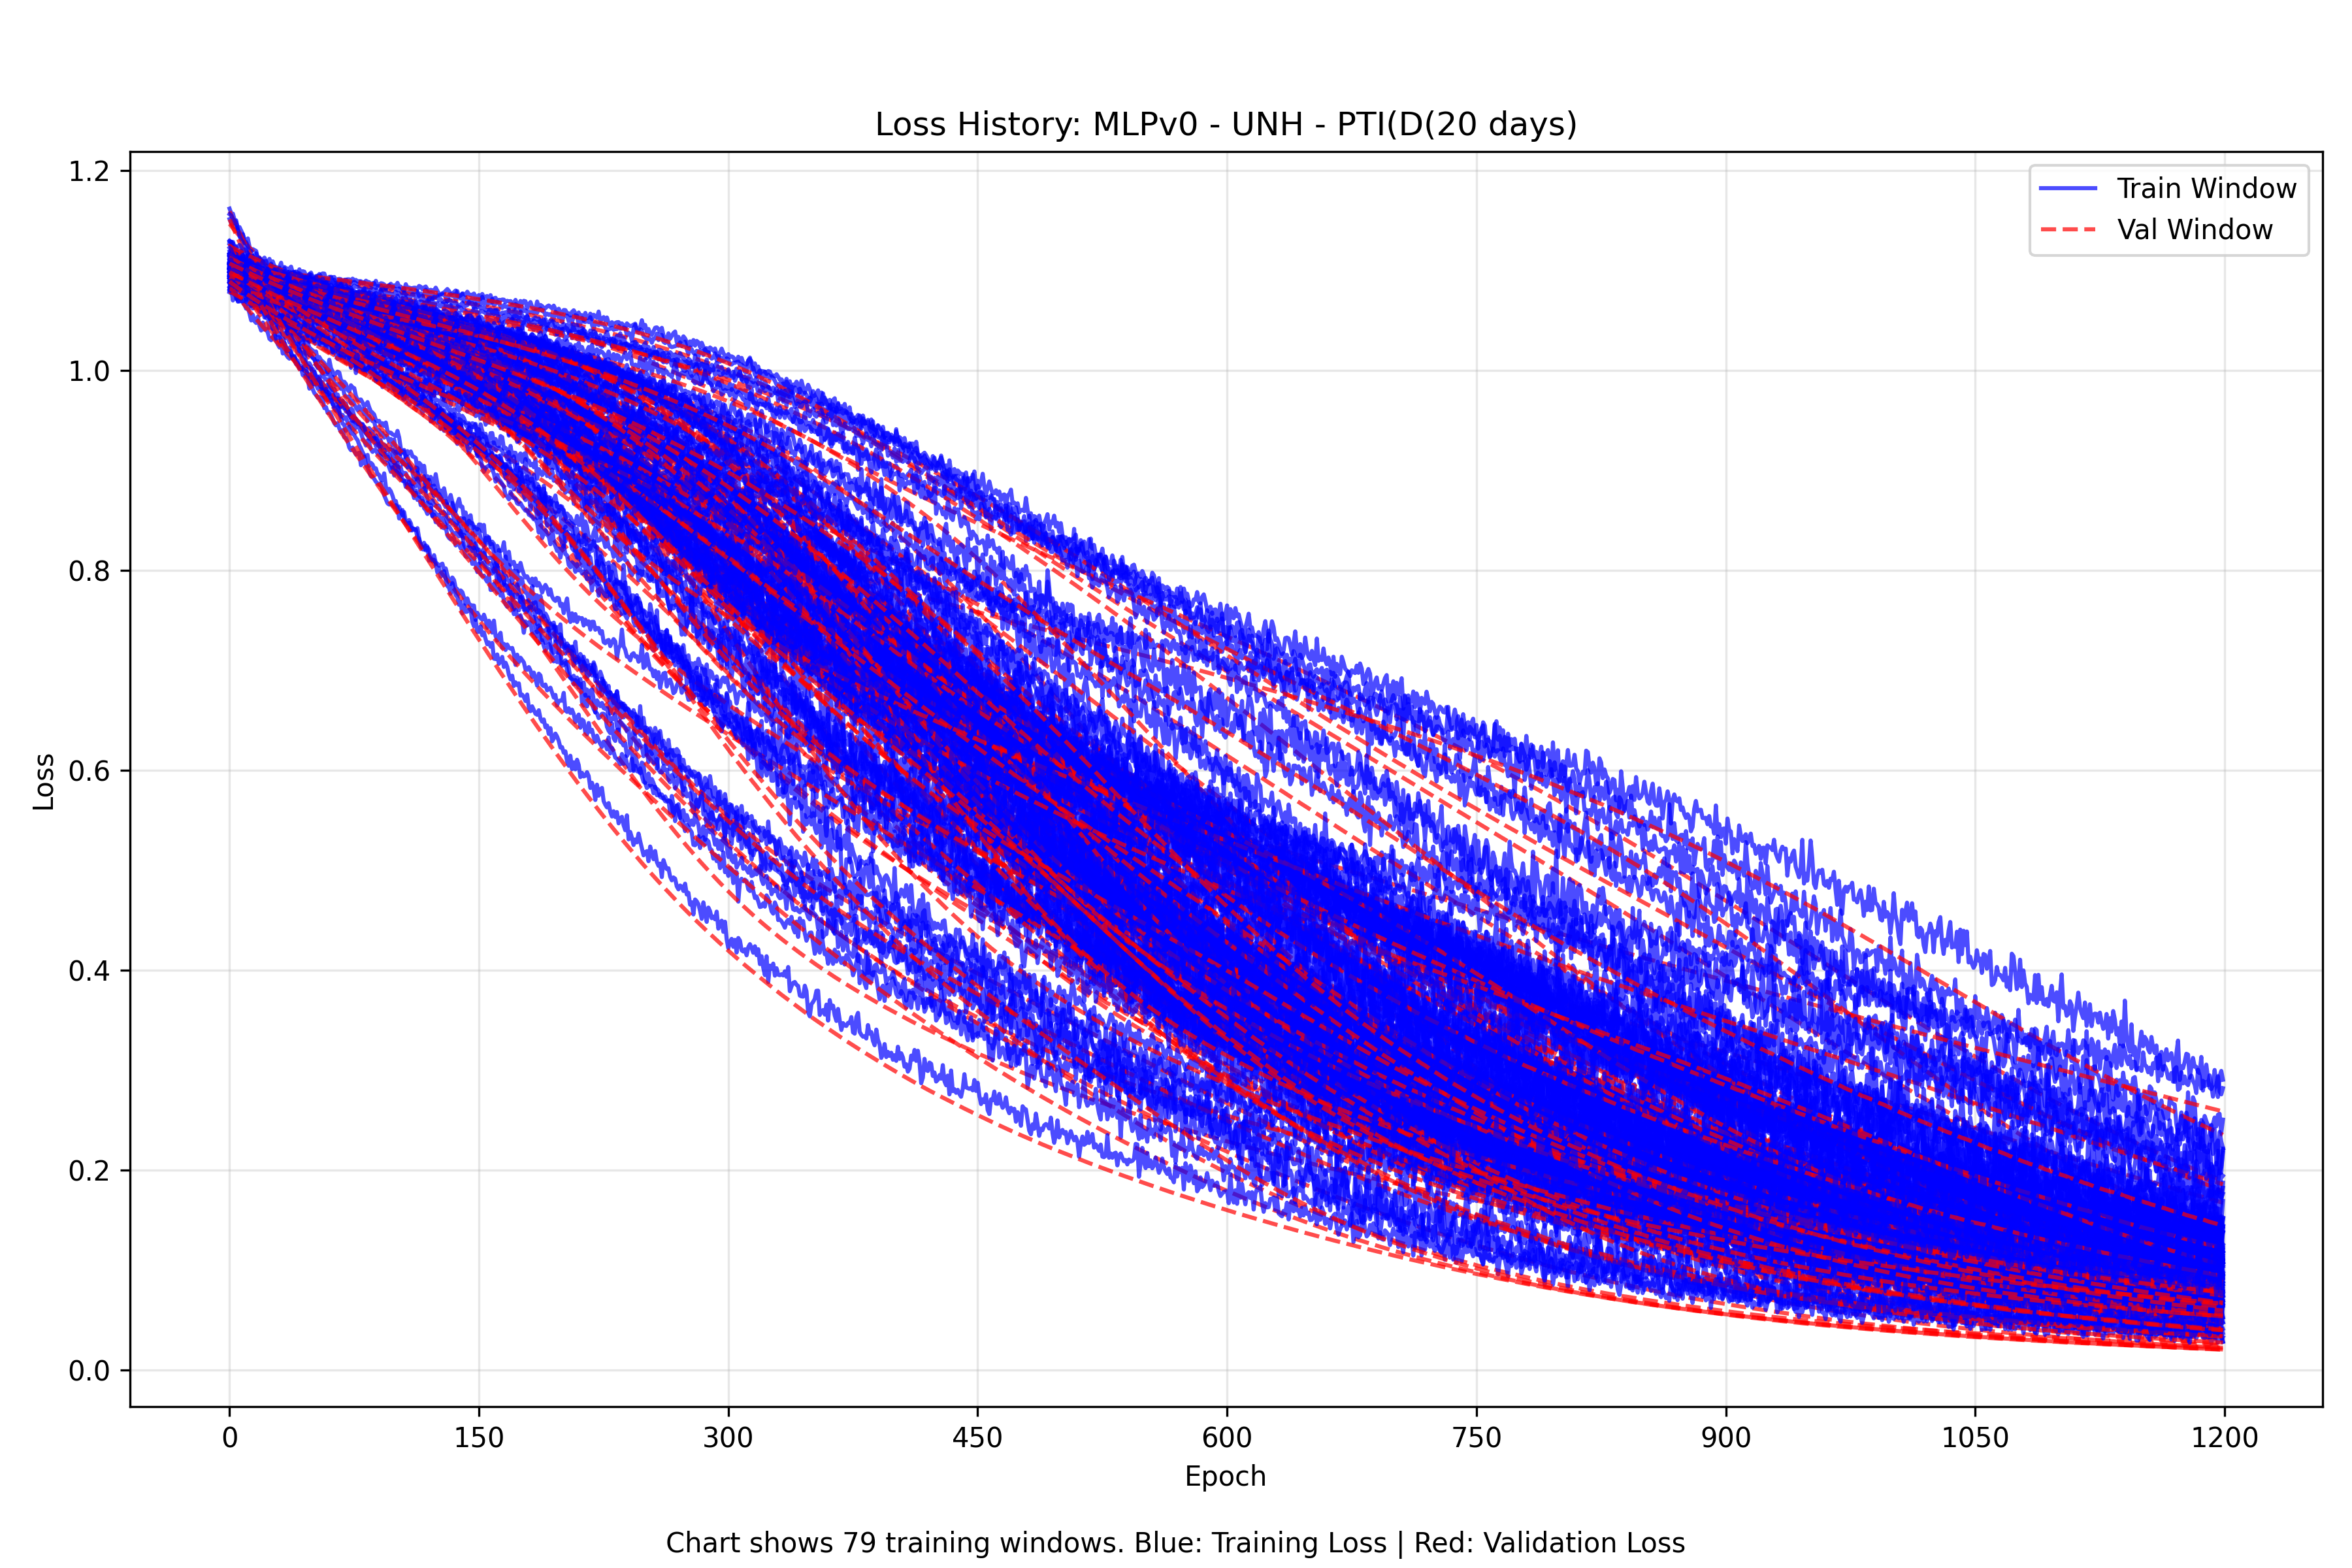 Loss History: MLPv0 - UNH - PTI(D(20 days)
Train Window
Val Window
1.2
1.0
0.8
0.6
0.4
0.2
0.0
Loss
0 150 300 450 600 750 900 1050 1200
Epoch
Chart shows 79 training windows. Blue: Training Loss | Red: Validation Loss